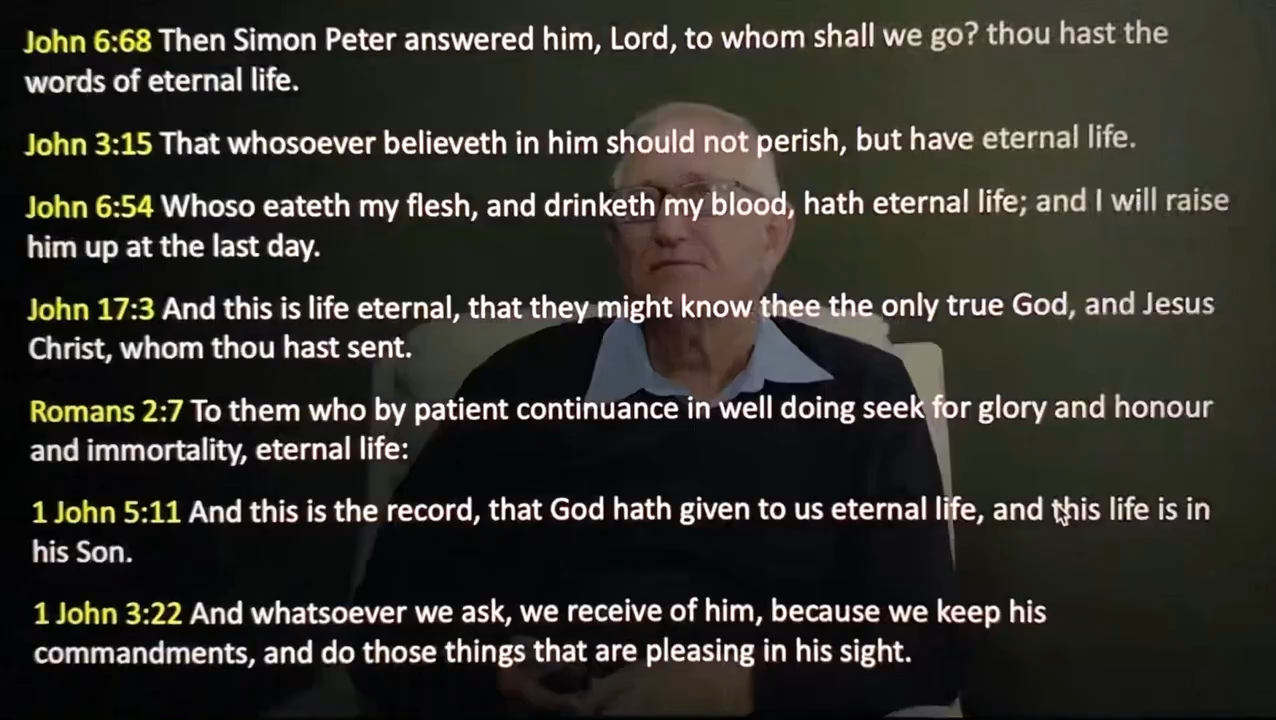 John 6:68 Then Simon Peter answered him, Lord, to whom shall we go? thou hast the
words of eternal life.
John 3:15 That whosoever believeth in him should not perish, but have eternal life.
John 6:54 Whoso eateth my flesh, and drinketh my blood, hath eternal life; and I will raise
him up at the last day.
John 17:3 And this is life eternal, that they might know thee the only true God, and Jesus
Christ, whom thou hast sent.
Romans 2:7 To them who by patient continuance in well doing seek for glory and honour
and immortality, eternal life:
1 John 5:11 And this is the record, that God hath given to us eternal life, and this life is in
his Son.
1 John 3:22 And whatsoever we ask, we receive of him, because we keep his
commandments, and do those things that are pleasing in his sight.